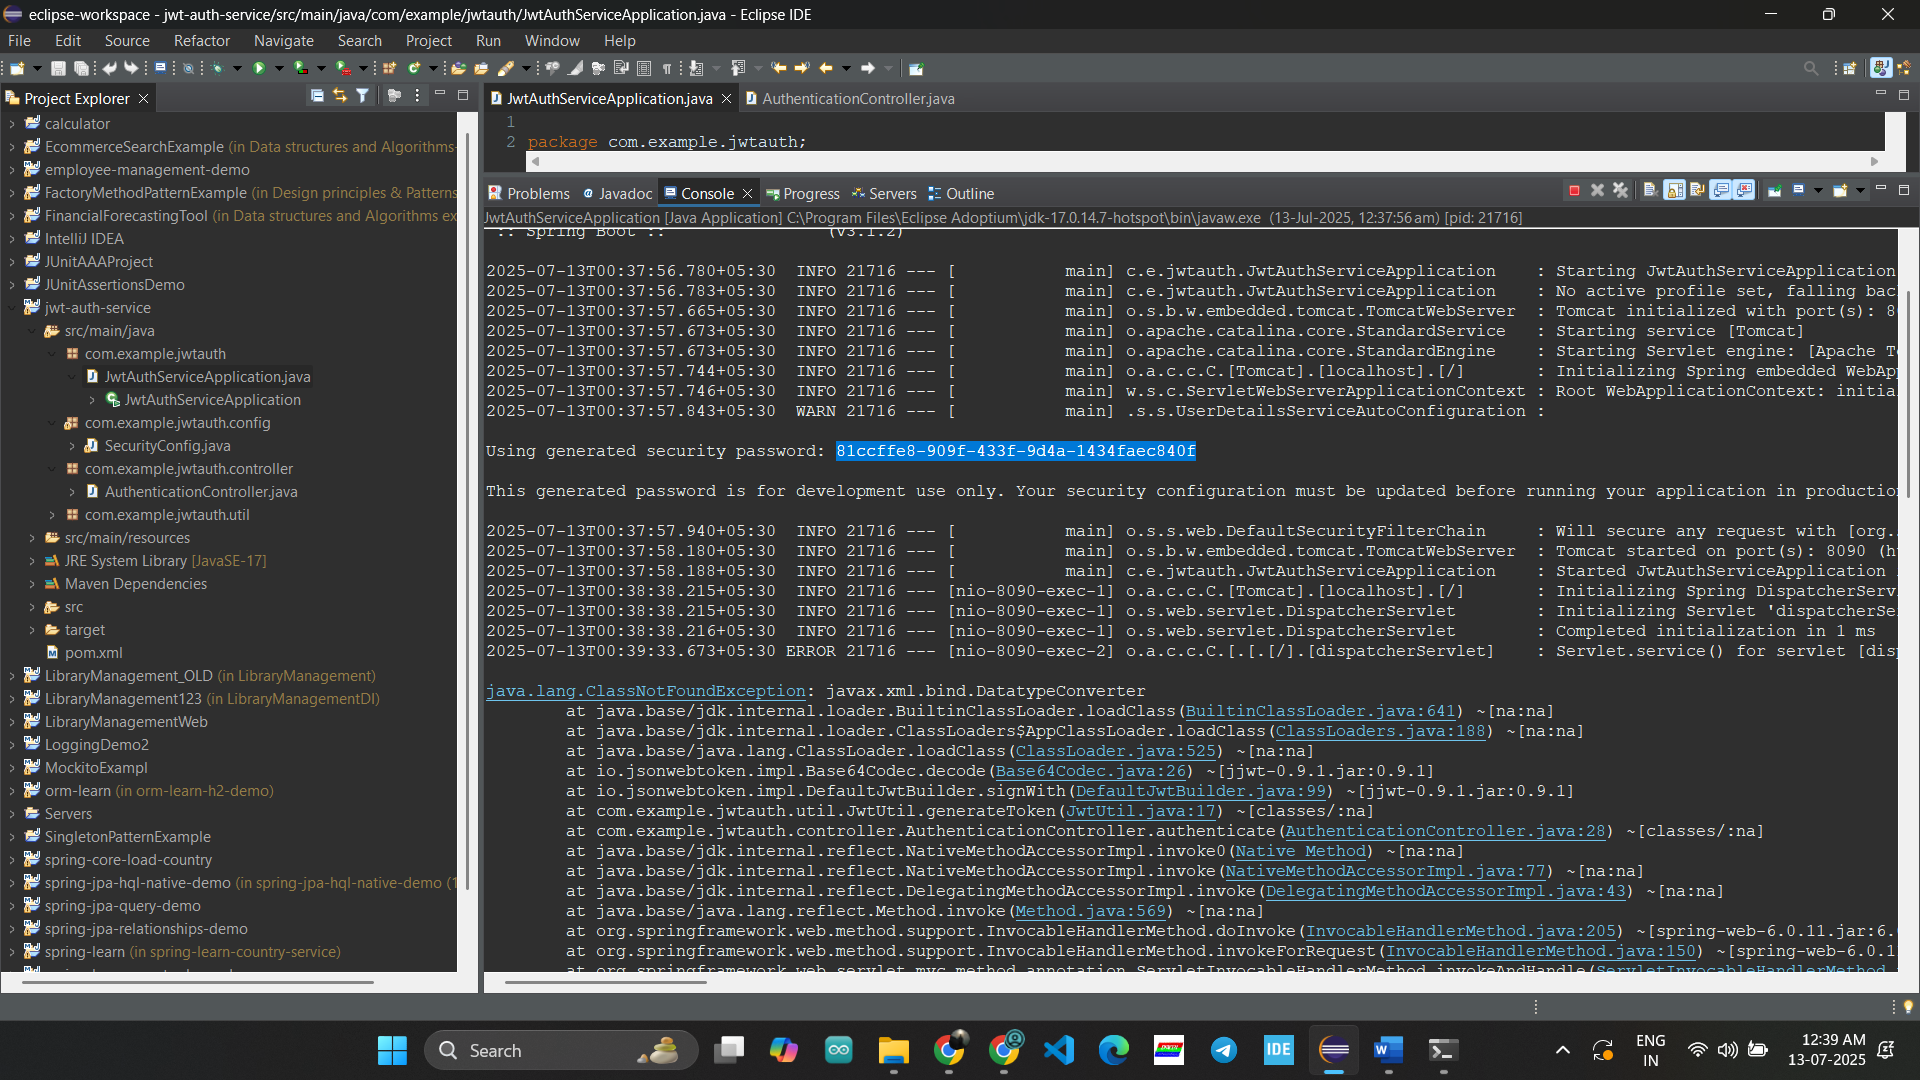 eclipse-workspace - jwt-auth-service/src/main/java/com/example/jwtauth/JwtAuthServiceApplication.java - Eclipse IDE
File Edit Source Refactor Navigate Search Project Run Window Help
Project Explorer
calculator
EcommerceSearchExample (in Data structures and Algorithms-
employee-management-demo
FactoryMethodPatternExample (in Design principles & Patterns
FinancialForecastingTool (in Data structures and Algorithms ex
IntelliJ IDEA
JUnitAAAProject
JUnitAssertionsDemo
jwt-auth-service
src/main/java
com.example.jwtauth
JwtAuthServiceApplication.java
JwtAuthServiceApplication
com.example.jwtauth.config
SecurityConfig.java
com.example.jwtauth.controller
AuthenticationController.java
com.example.jwtauth.util
src/main/resources
JRE System Library [JavaSE-17]
Maven Dependencies
src
target
pom.xml
LibraryManagement_OLD (in LibraryManagement)
LibraryManagement123 (in LibraryManagementDI)
LibraryManagementWeb
LoggingDemo2
MockitoExampl
orm-learn (in orm-learn-h2-demo)
Servers
SingletonPatternExample
spring-core-load-country
spring-jpa-hql-native-demo (in spring-jpa-hql-native-demo (1
spring-jpa-query-demo
spring-jpa-relationships-demo
spring-learn (in spring-learn-country-service)
JwtAuthServiceApplication.java AuthenticationController.java
1
2 package com.example.jwtauth;
Problems Javadoc Console Progress Servers Outline
JwtAuthServiceApplication [Java Application] C:\Program Files\Eclipse Adoptium\jdk-17.0.14.7-hotspot\bin\javaw.exe (13-Jul-2025, 12:37:56 am) [pid: 21716]
:: Spring Boot :: (v3.1.2)
2025-07-13T00:37:56.780+05:30 INFO 21716 --- [ main] c.e.jwtauth.JwtAuthServiceApplication : Starting JwtAuthServiceApplication
2025-07-13T00:37:56.783+05:30 INFO 21716 --- [ main] c.e.jwtauth.JwtAuthServiceApplication : No active profile set, falling bac
2025-07-13T00:37:57.665+05:30 INFO 21716 --- [ main] o.s.b.w.embedded.tomcat.TomcatWebServer : Tomcat initialized with port(s): 8
2025-07-13T00:37:57.673+05:30 INFO 21716 --- [ main] o.apache.catalina.core.StandardService : Starting service [Tomcat]
2025-07-13T00:37:57.673+05:30 INFO 21716 --- [ main] o.apache.catalina.core.StandardEngine : Starting Servlet engine: [Apache T
2025-07-13T00:37:57.744+05:30 INFO 21716 --- [ main] o.a.c.c.C.[Tomcat].[localhost].[/] : Initializing Spring embedded WebAp
2025-07-13T00:37:57.746+05:30 INFO 21716 --- [ main] w.s.c.ServletWebServerApplicationContext : Root WebApplicationContext: initia
2025-07-13T00:37:57.843+05:30 WARN 21716 --- [ main] .s.s.UserDetailsServiceAutoConfiguration :
Using generated security password: 81ccffe8-909f-433f-9d4a-1434faec840f
This generated password is for development use only. Your security configuration must be updated before running your application in productio
2025-07-13T00:37:57.940+05:30 INFO 21716 --- [ main] o.s.s.web.DefaultSecurityFilterChain : Will secure any request with [org.
2025-07-13T00:37:58.180+05:30 INFO 21716 --- [ main] o.s.b.w.embedded.tomcat.TomcatWebServer : Tomcat started on port(s): 8090 (h
2025-07-13T00:37:58.188+05:30 INFO 21716 --- [ main] c.e.jwtauth.JwtAuthServiceApplication : Started JwtAuthServiceApplication
2025-07-13T00:38:38.215+05:30 INFO 21716 --- [nio-8090-exec-1] o.a.c.c.C.[Tomcat].[localhost].[/] : Initializing Spring DispatcherServ
2025-07-13T00:38:38.215+05:30 INFO 21716 --- [nio-8090-exec-1] o.s.web.servlet.DispatcherServlet : Initializing Servlet 'dispatcherSe
2025-07-13T00:38:38.216+05:30 INFO 21716 --- [nio-8090-exec-1] o.s.web.servlet.DispatcherServlet : Completed initialization in 1 ms
2025-07-13T00:39:33.673+05:30 ERROR 21716 --- [nio-8090-exec-2] o.a.c.c.C.[.[.[/].[dispatcherServlet] : Servlet.service() for servlet [disp
java.lang.ClassNotFoundException: javax.xml.bind.DatatypeConverter
at java.base/jdk.internal.loader.BuiltinClassLoader.loadClass(BuiltinClassLoader.java:641) ~[na:na]
at java.base/jdk.internal.loader.ClassLoaders$AppClassLoader.loadClass(ClassLoaders.java:188) ~[na:na]
at java.base/java.lang.ClassLoader.loadClass(ClassLoader.java:525) ~[na:na]
at io.jsonwebtoken.impl.Base64Codec.decode(Base64Codec.java:26) ~[jjwt-0.9.1.jar:0.9.1]
at io.jsonwebtoken.impl.DefaultJwtBuilder.signWith(DefaultJwtBuilder.java:99) ~[jjwt-0.9.1.jar:0.9.1]
at com.example.jwtauth.util.JwtUtil.generateToken(JwtUtil.java:17) ~[classes/:na]
at com.example.jwtauth.controller.AuthenticationController.authenticate(AuthenticationController.java:28) ~[classes/:na]
at java.base/jdk.internal.reflect.NativeMethodAccessorImpl.invoke0(Native Method) ~[na:na]
at java.base/jdk.internal.reflect.NativeMethodAccessorImpl.invoke(NativeMethodAccessorImpl.java:77) ~[na:na]
at java.base/jdk.internal.reflect.DelegatingMethodAccessorImpl.invoke(DelegatingMethodAccessorImpl.java:43) ~[na:na]
at java.base/java.lang.reflect.Method.invoke(Method.java:569) ~[na:na]
at org.springframework.web.method.support.InvocableHandlerMethod.doInvoke(InvocableHandlerMethod.java:205) ~[spring-web-6.0.11.jar:6.
at org.springframework.web.method.support.InvocableHandlerMethod.invokeForRequest(InvocableHandlerMethod.java:150) ~[spring-web-6.0.1
at org.springframework.web.servlet.mvc.method.annotation.ServletInvocableHandlerMethod.invokeAndHandle(ServletInvocableHandlerMethod
Search
IDE
ENG
IN
12:39 AM
13-07-2025